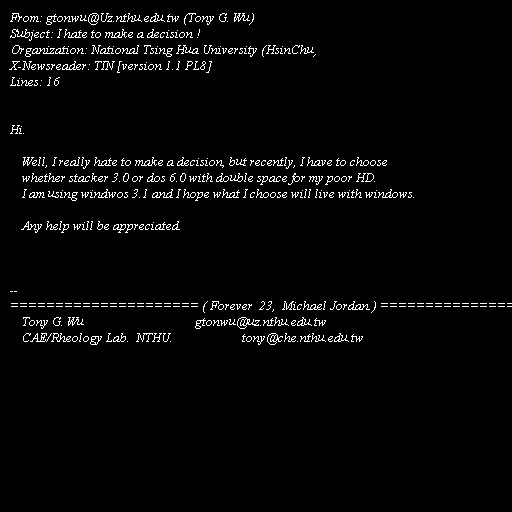 From: gtonwu@Uz.nthu.edu.tw (Tony G. Wu)
Subject: I hate to make a decision !
Organization: National Tsing Hua University (HsinChu,
X-Newsreader: TIN [version 1.1 PL8]
Lines: 16
Hi.
Well, I really hate to make a decision, but recently, I have to choose
whether stacker 3.0 or dos 6.0 with double space for my poor HD.
I am using windwos 3.1 and I hope what I choose will live with windows.
Any help will be appreciated.
--
===================== ( Forever 23, Michael Jordan ) ===============
Tony G. Wu gtonwu@uz.nthu.edu.tw
CAE/Rheology Lab. NTHU. tony@che.nthu.edu.tw